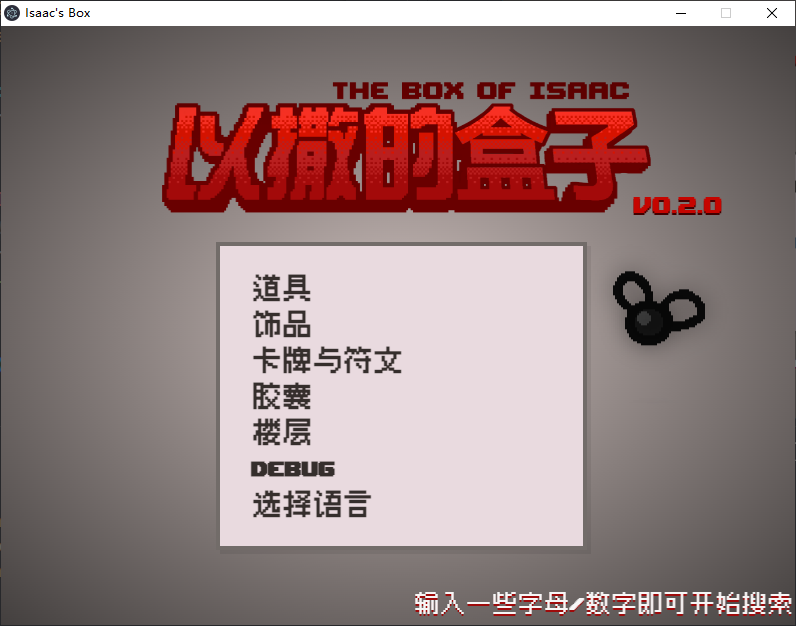 Isaac's Box
THE BOX OF ISAAC
以撒的盒子
V0.2.0
道具
饰品
卡牌与符文
胶囊
楼层
DEBUG
选择语言
输入一些字母/数字即可开始搜索